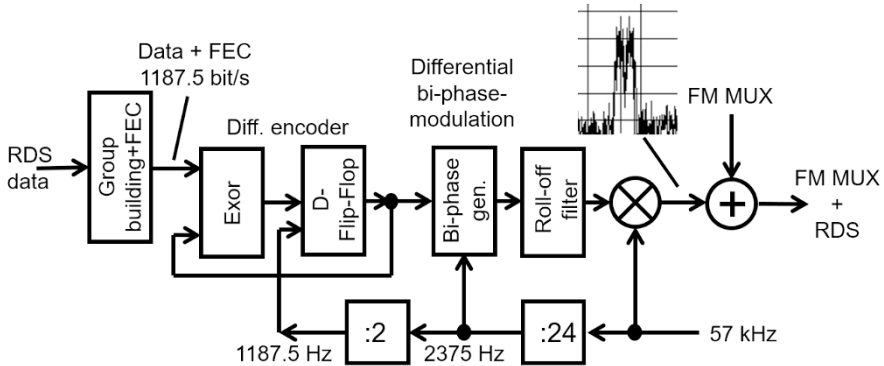 Data + FEC
1187.5 bit/s
Differential
bi-phase-
modulation
FM MUX
Diff. encoder
RDS
data
Group
building+FEC
Exor
D-
Flip-Flop
Bi-phase
gen.
Roll-off
filter
FM MUX
+
RDS
+
:2
:24
1187.5 Hz
2375 Hz
57 kHz